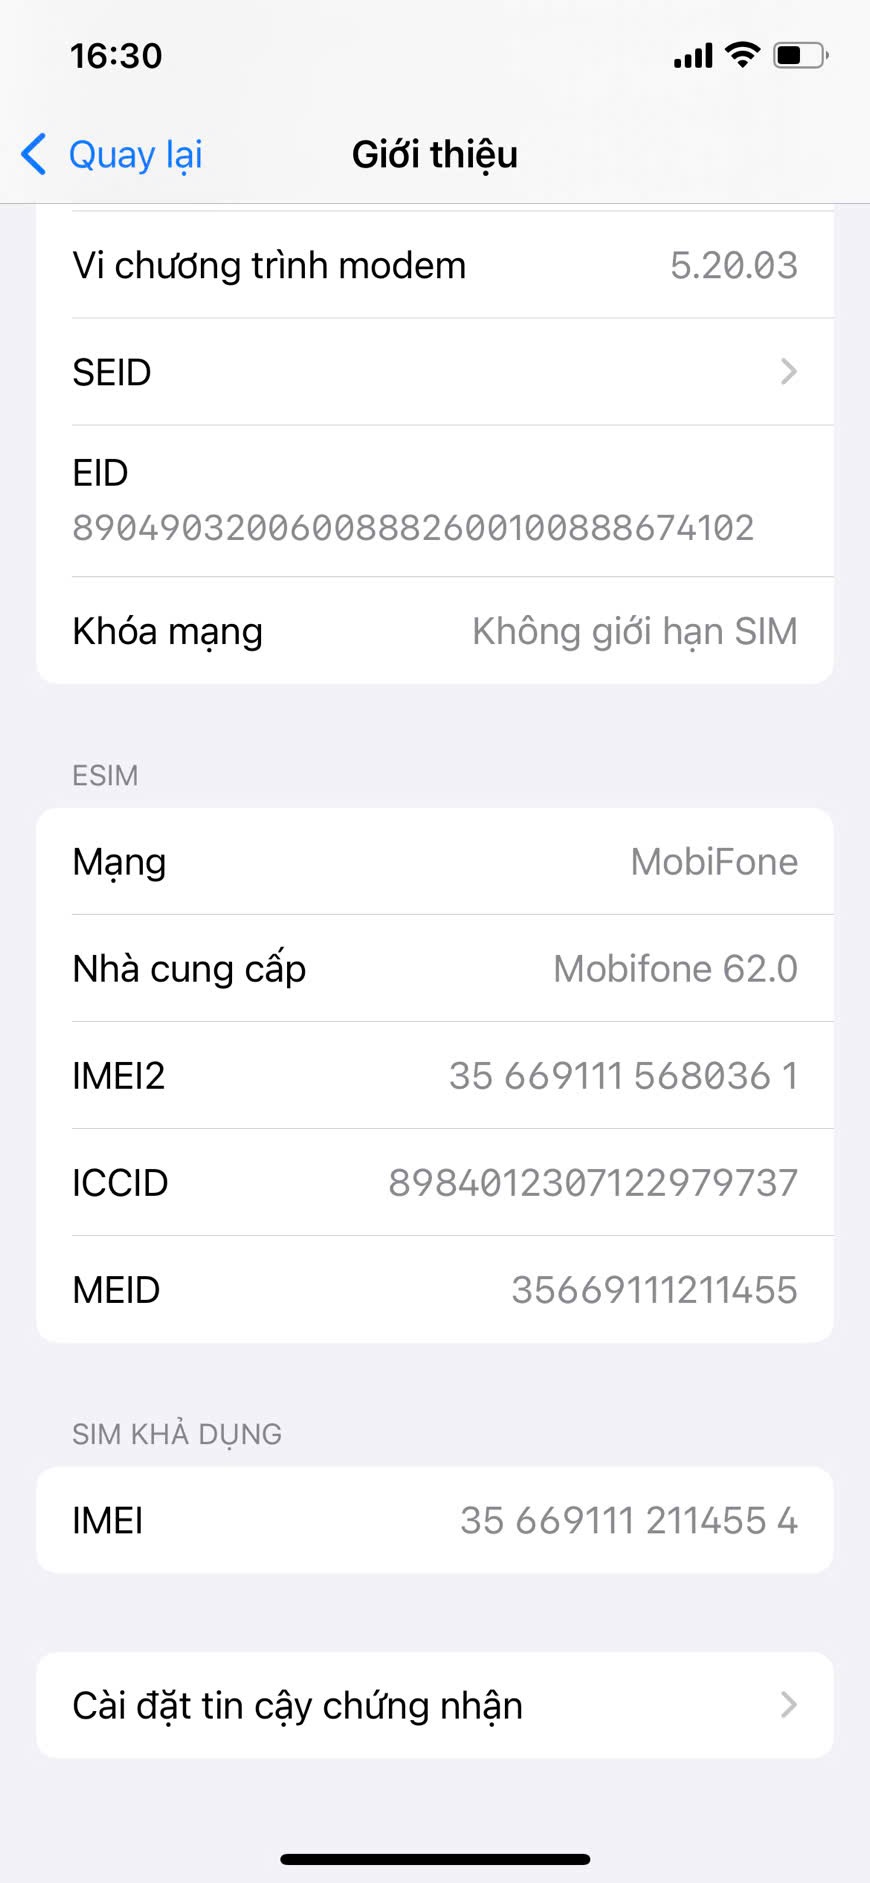 16:30
Quay lại
Giới thiệu
Vi chương trình modem 5.20.03
SEID
EID
89049032006008882600100888674102
Khóa mạng Không giới hạn SIM
ESIM
Mạng MobiFone
Nhà cung cấp Mobifone 62.0
IMEI2 35 669111 568036 1
ICCID 8984012307122979737
MEID 35669111211455
SIM KHẢ DỤNG
IMEI 35 669111 211455 4
Cài đặt tin cậy chứng nhận